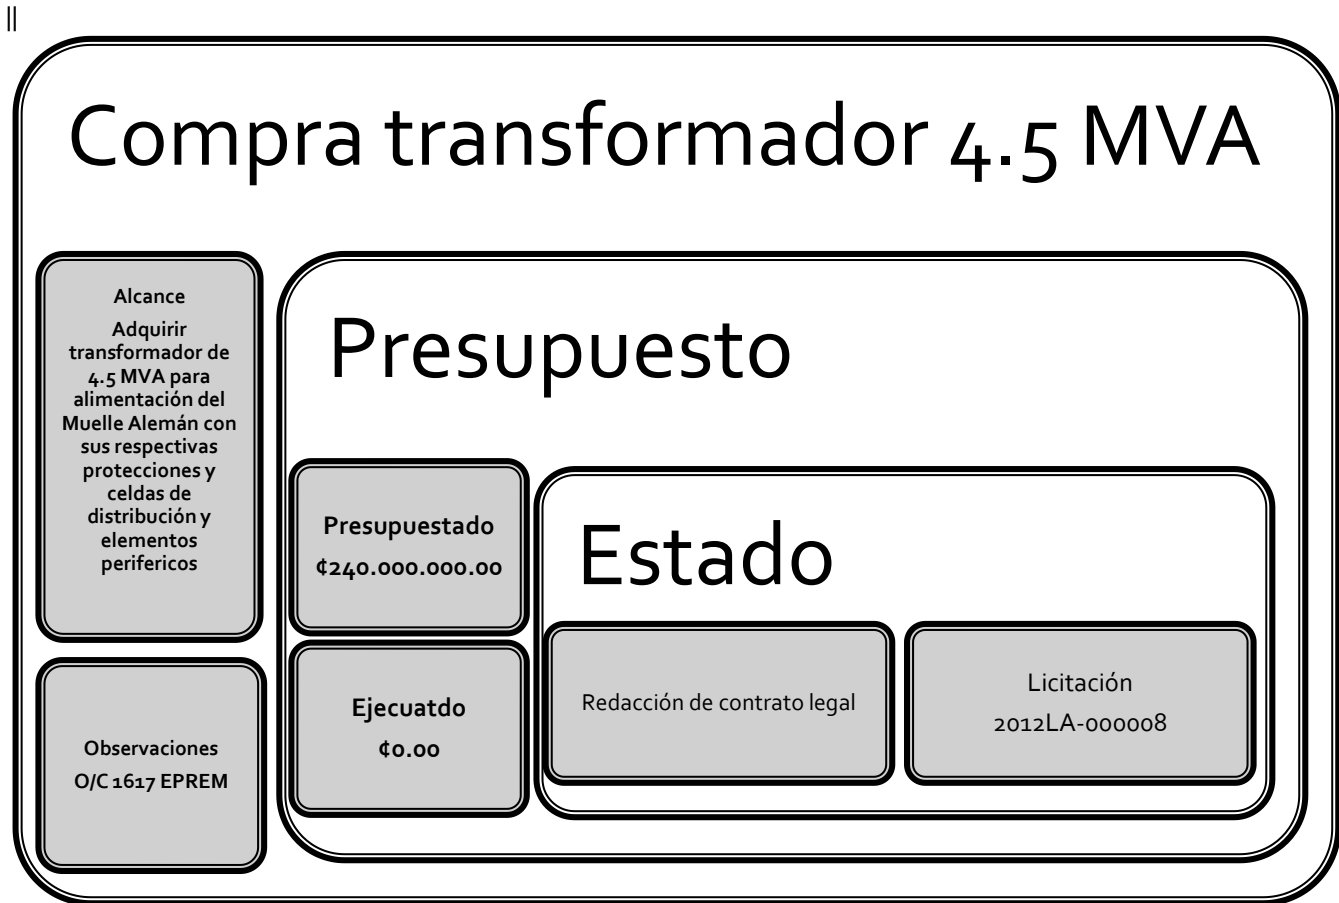 ||
Compra transformador 4.5 MVA
Alcance
Adquirir
transformador de
4.5 MVA para
alimentación del
Muelle Alemán con
sus respectivas
protecciones y
celdas de
distribución y
elementos
perifericos
Observaciones
O/C 1617 EPREM
Presupuesto
Presupuestado
¢240.000.000.00
Ejecuatdo
¢0.00
Estado
Redacción de contrato legal
Licitación
2012LA-000008